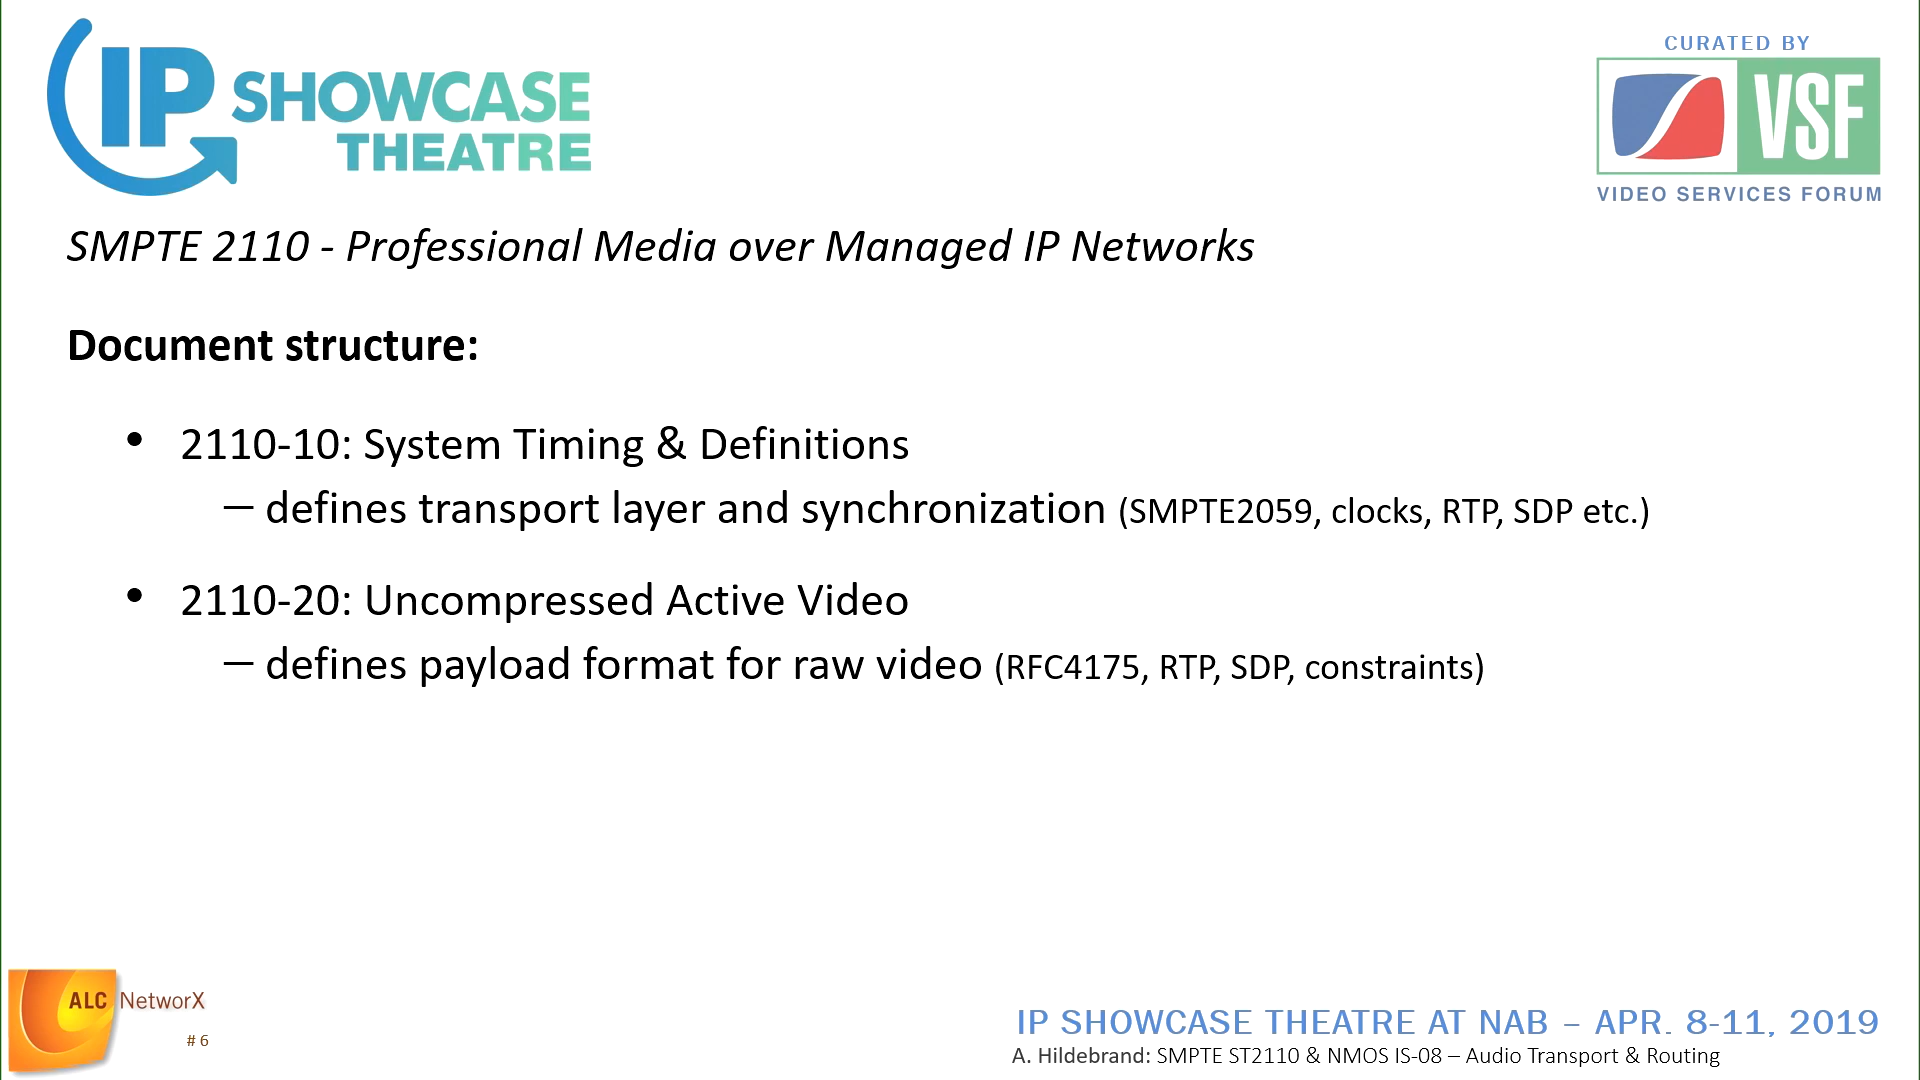 IP SHOWCASE
THEATRE
CURATED BY
VSF
VIDEO SERVICES FORUM
SMPTE 2110 - Professional Media over Managed IP Networks
Document structure:
• 2110-10: System Timing & Definitions
– defines transport layer and synchronization (SMPTE2059, clocks, RTP, SDP etc.)
• 2110-20: Uncompressed Active Video
– defines payload format for raw video (RFC4175, RTP, SDP, constraints)
ALC NetworX
# 6
IP SHOWCASE THEATRE AT NAB – APR. 8-11, 2019
A. Hildebrand: SMPTE ST2110 & NMOS IS-08 – Audio Transport & Routing